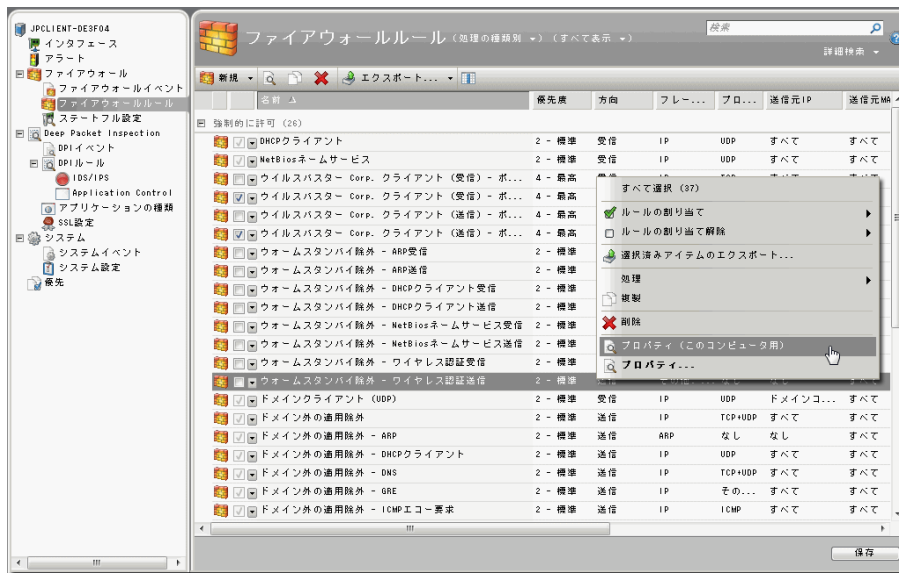 JPCLIENT-DE3F04
インタフェース
アラート
ファイアウォール
ファイアウォールイベント
ファイアウォールルール
ステートフル設定
Deep Packet Inspection
DPIイベント
DPIルール
IDS/IPS
Application Control
アプリケーションの種類
SSL設定
システム
システムイベント
システム設定
優先
ファイアウォールルール (処理の種類別 ▾) (すべて表示 ▾)
検索
詳細検索
新規
エクスポート...
名前 優先度 方向 フレー... プロ... 送信元IP 送信元MA
強制的に許可 (26)
DHCPクライアント 2 - 標準 受信 IP UDP すべて すべて
NetBiosネームサービス 2 - 標準 受信 IP UDP すべて すべて
ウイルスバスター Corp. クライアント (受信) - ポ... 4 - 最高
ウイルスバスター Corp. クライアント (受信) - ポ... 4 - 最高
ウイルスバスター Corp. クライアント (送信) - ポ... 4 - 最高
ウイルスバスター Corp. クライアント (送信) - ポ... 4 - 最高
ウォームスタンバイ除外 - ARP受信 2 - 標準
ウォームスタンバイ除外 - ARP送信 2 - 標準
ウォームスタンバイ除外 - DHCPクライアント受信 2 - 標準
ウォームスタンバイ除外 - DHCPクライアント送信 2 - 標準
ウォームスタンバイ除外 - NetBiosネームサービス受信 2 - 標準
ウォームスタンバイ除外 - NetBiosネームサービス送信 2 - 標準
ウォームスタンバイ除外 - ワイヤレス認証受信 2 - 標準
ウォームスタンバイ除外 - ワイヤレス認証送信 2 - 標準
ドメインクライアント (UDP) 2 - 標準 受信 IP UDP ドメインコ... すべて
ドメイン外の適用除外 2 - 標準 送信 IP TCP+UDP すべて すべて
ドメイン外の適用除外 - ARP 2 - 標準 送信 ARP なし なし すべて
ドメイン外の適用除外 - DHCPクライアント 2 - 標準 送信 IP UDP すべて すべて
ドメイン外の適用除外 - DNS 2 - 標準 送信 IP TCP+UDP すべて すべて
ドメイン外の適用除外 - GRE 2 - 標準 送信 IP その... すべて すべて
ドメイン外の適用除外 - ICMPエコー要求 2 - 標準 送信 IP ICMP すべて すべて
すべて選択 (37)
ルールの割り当て
ルールの割り当て解除
選択済みアイテムのエクスポート...
処理
複製
削除
プロパティ (このコンピュータ用)
プロパティ...
保存